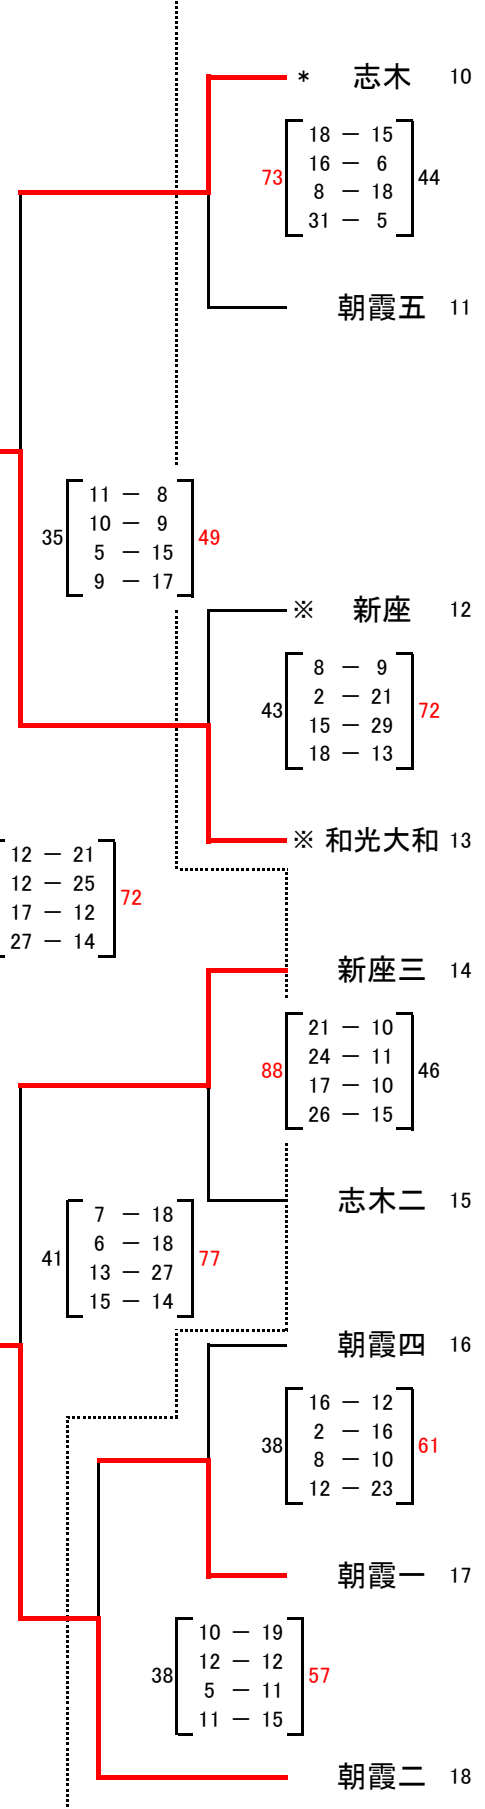 * 志木 10
18 － 15
16 － 6
73 8 － 18 44
31 － 5
朝霞五 11
11 － 8
10 － 9
35 5 － 15 49
9 － 17
※ 新座 12
8 － 9
2 － 21
43 15 － 29 72
18 － 13
※ 和光大和 13
12 － 21
12 － 25
17 － 12 72
27 － 14
新座三 14
21 － 10
24 － 11
88 17 － 10 46
26 － 15
志木二 15
7 － 18
6 － 18
41 13 － 27 77
15 － 14
朝霞四 16
16 － 12
2 － 16
38 8 － 10 61
12 － 23
朝霞一 17
10 － 19
12 － 12
38 5 － 11 57
11 － 15
朝霞二 18